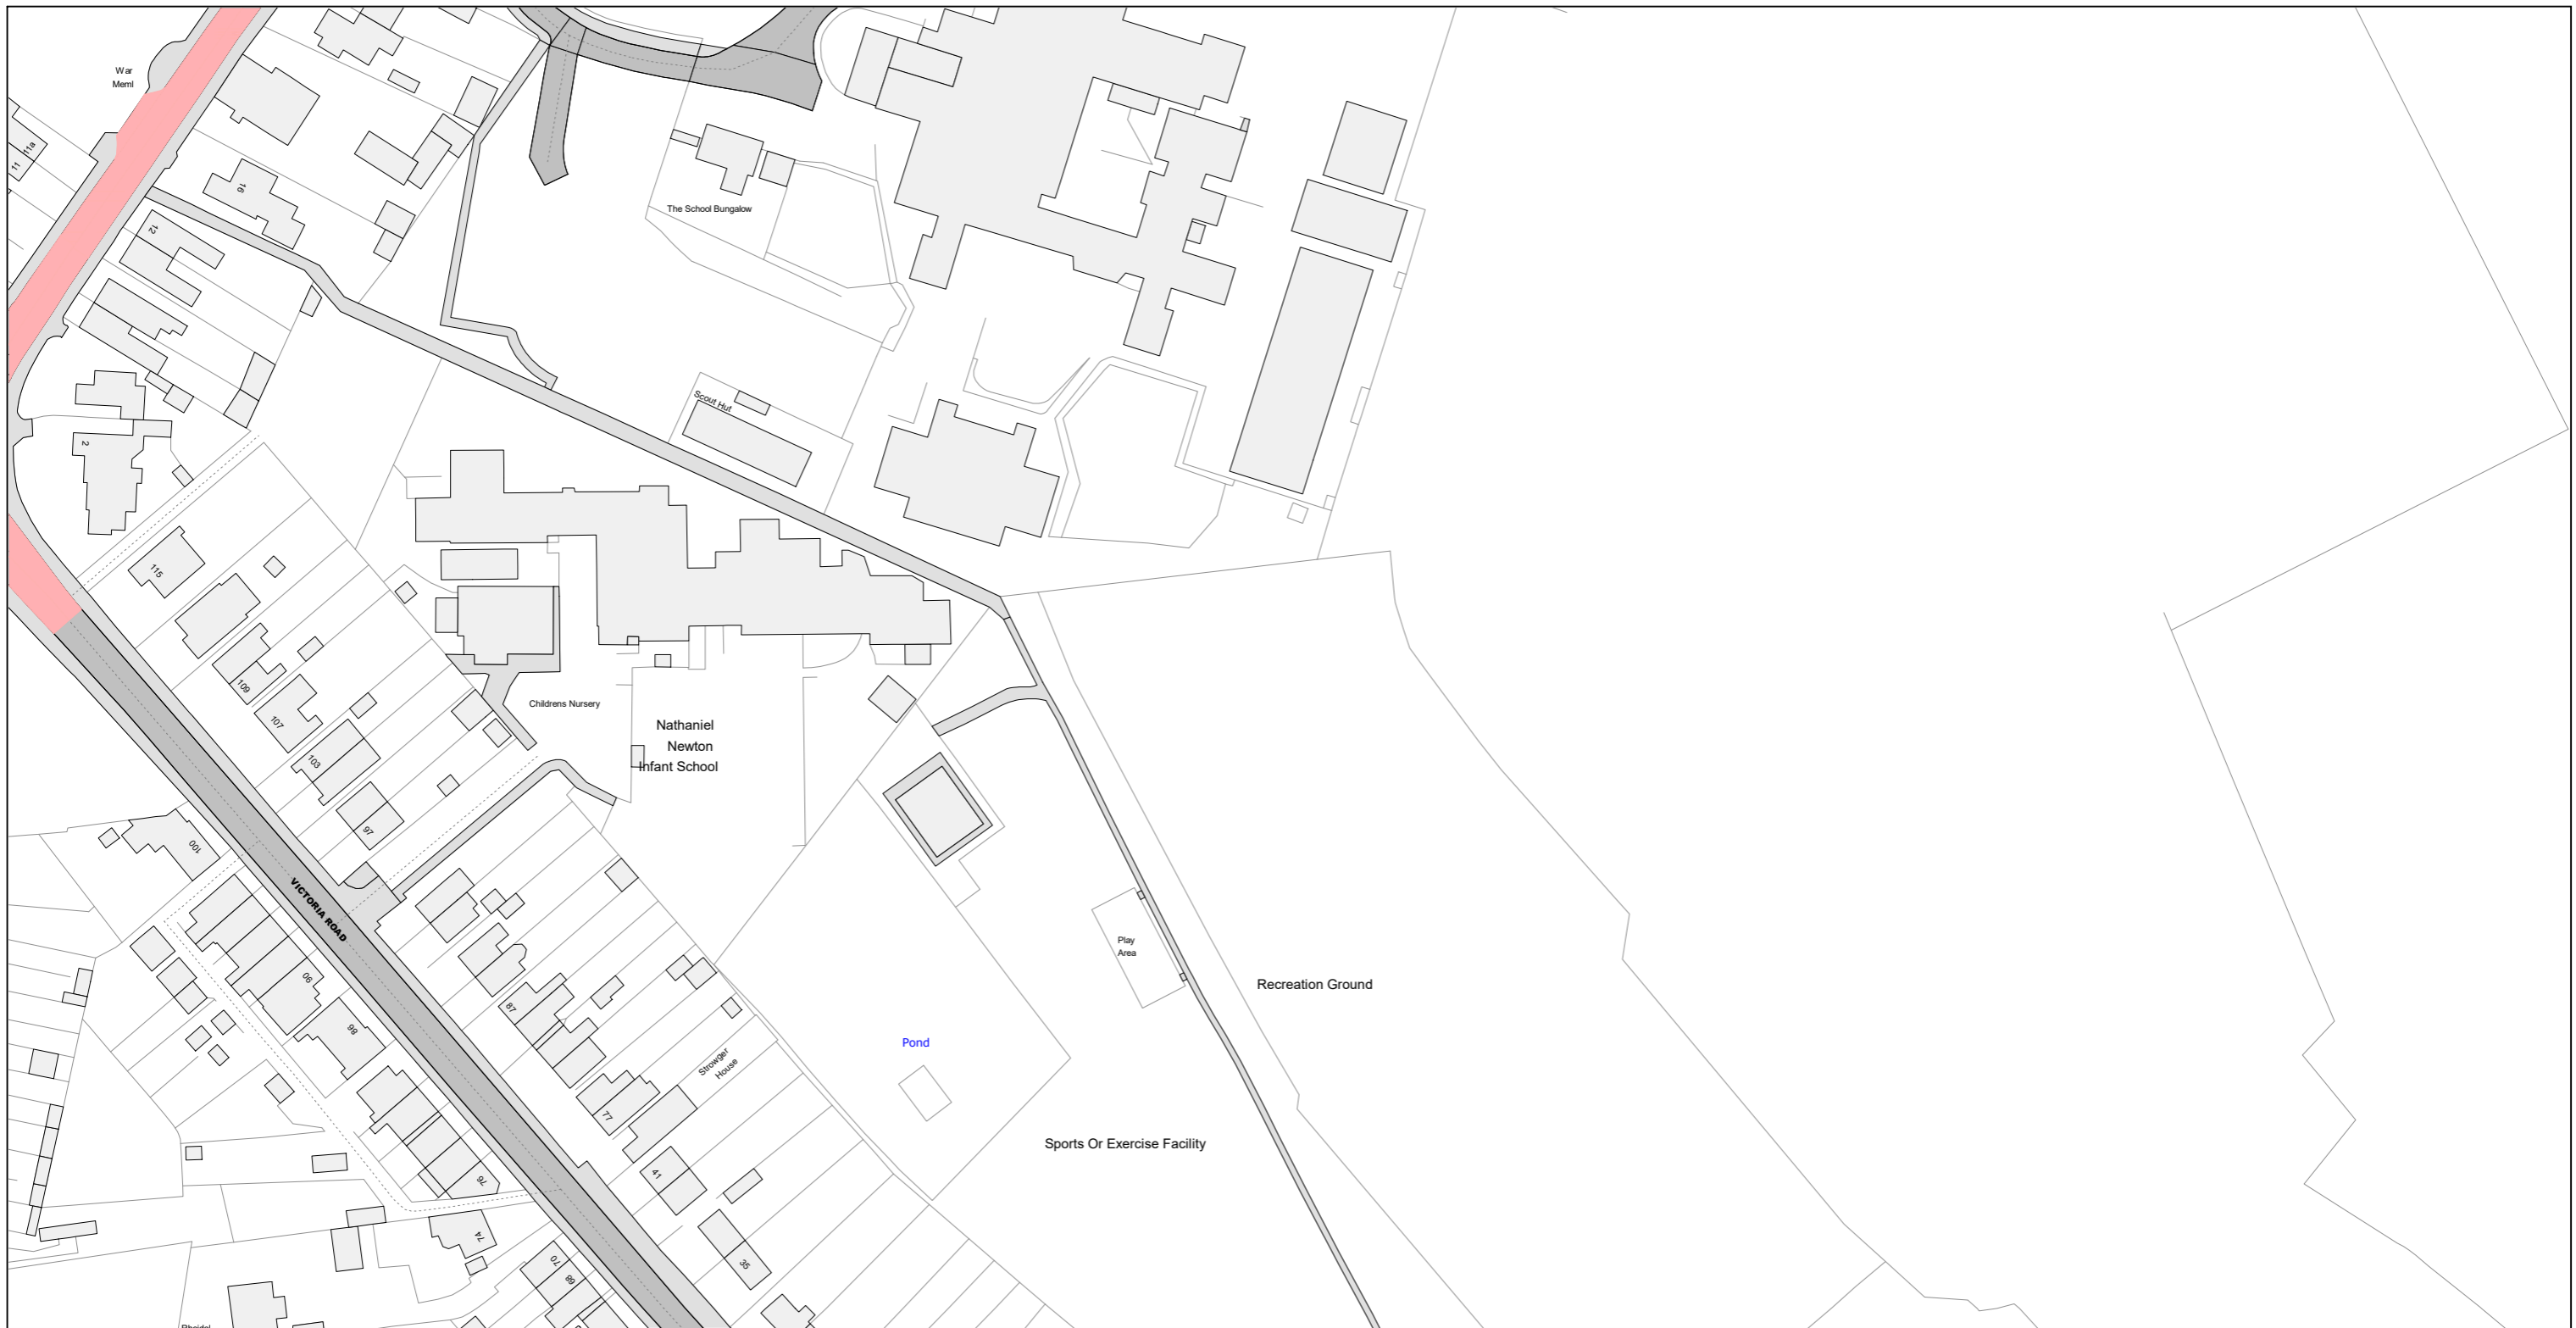 War
Meml
11a
11
16
The School Bungalow
12
Scout Hut
2
115
109
107
103
97
Childrens Nursery
Nathaniel
Newton
Infant School
100
VICTORIA ROAD
90
86
87
77
Strowger
House
Play
Area
Recreation Ground
Pond
Sports Or Exercise Facility
41
76
74
35
70
68